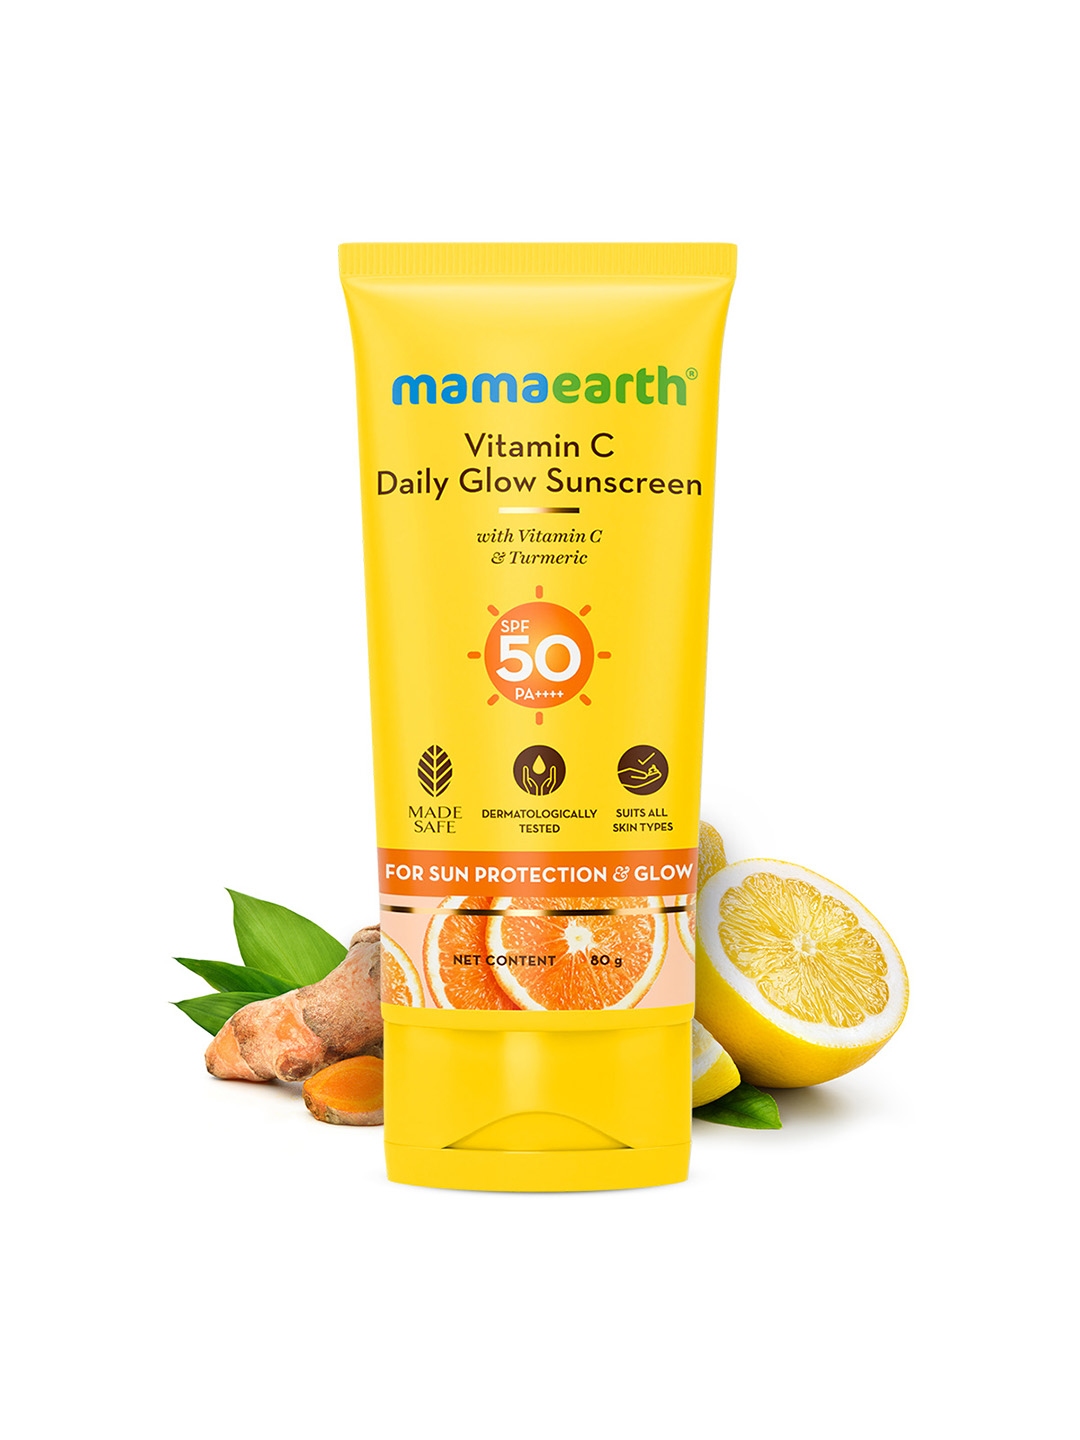 mamaearth®
Vitamin C
Daily Glow Sunscreen
with Vitamin C
& Turmeric
SPF
50
PA++++
MADE
SAFE
DERMATOLOGICALLY
TESTED
SUITS ALL
SKIN TYPES
FOR SUN PROTECTION & GLOW
NET CONTENT 80 g